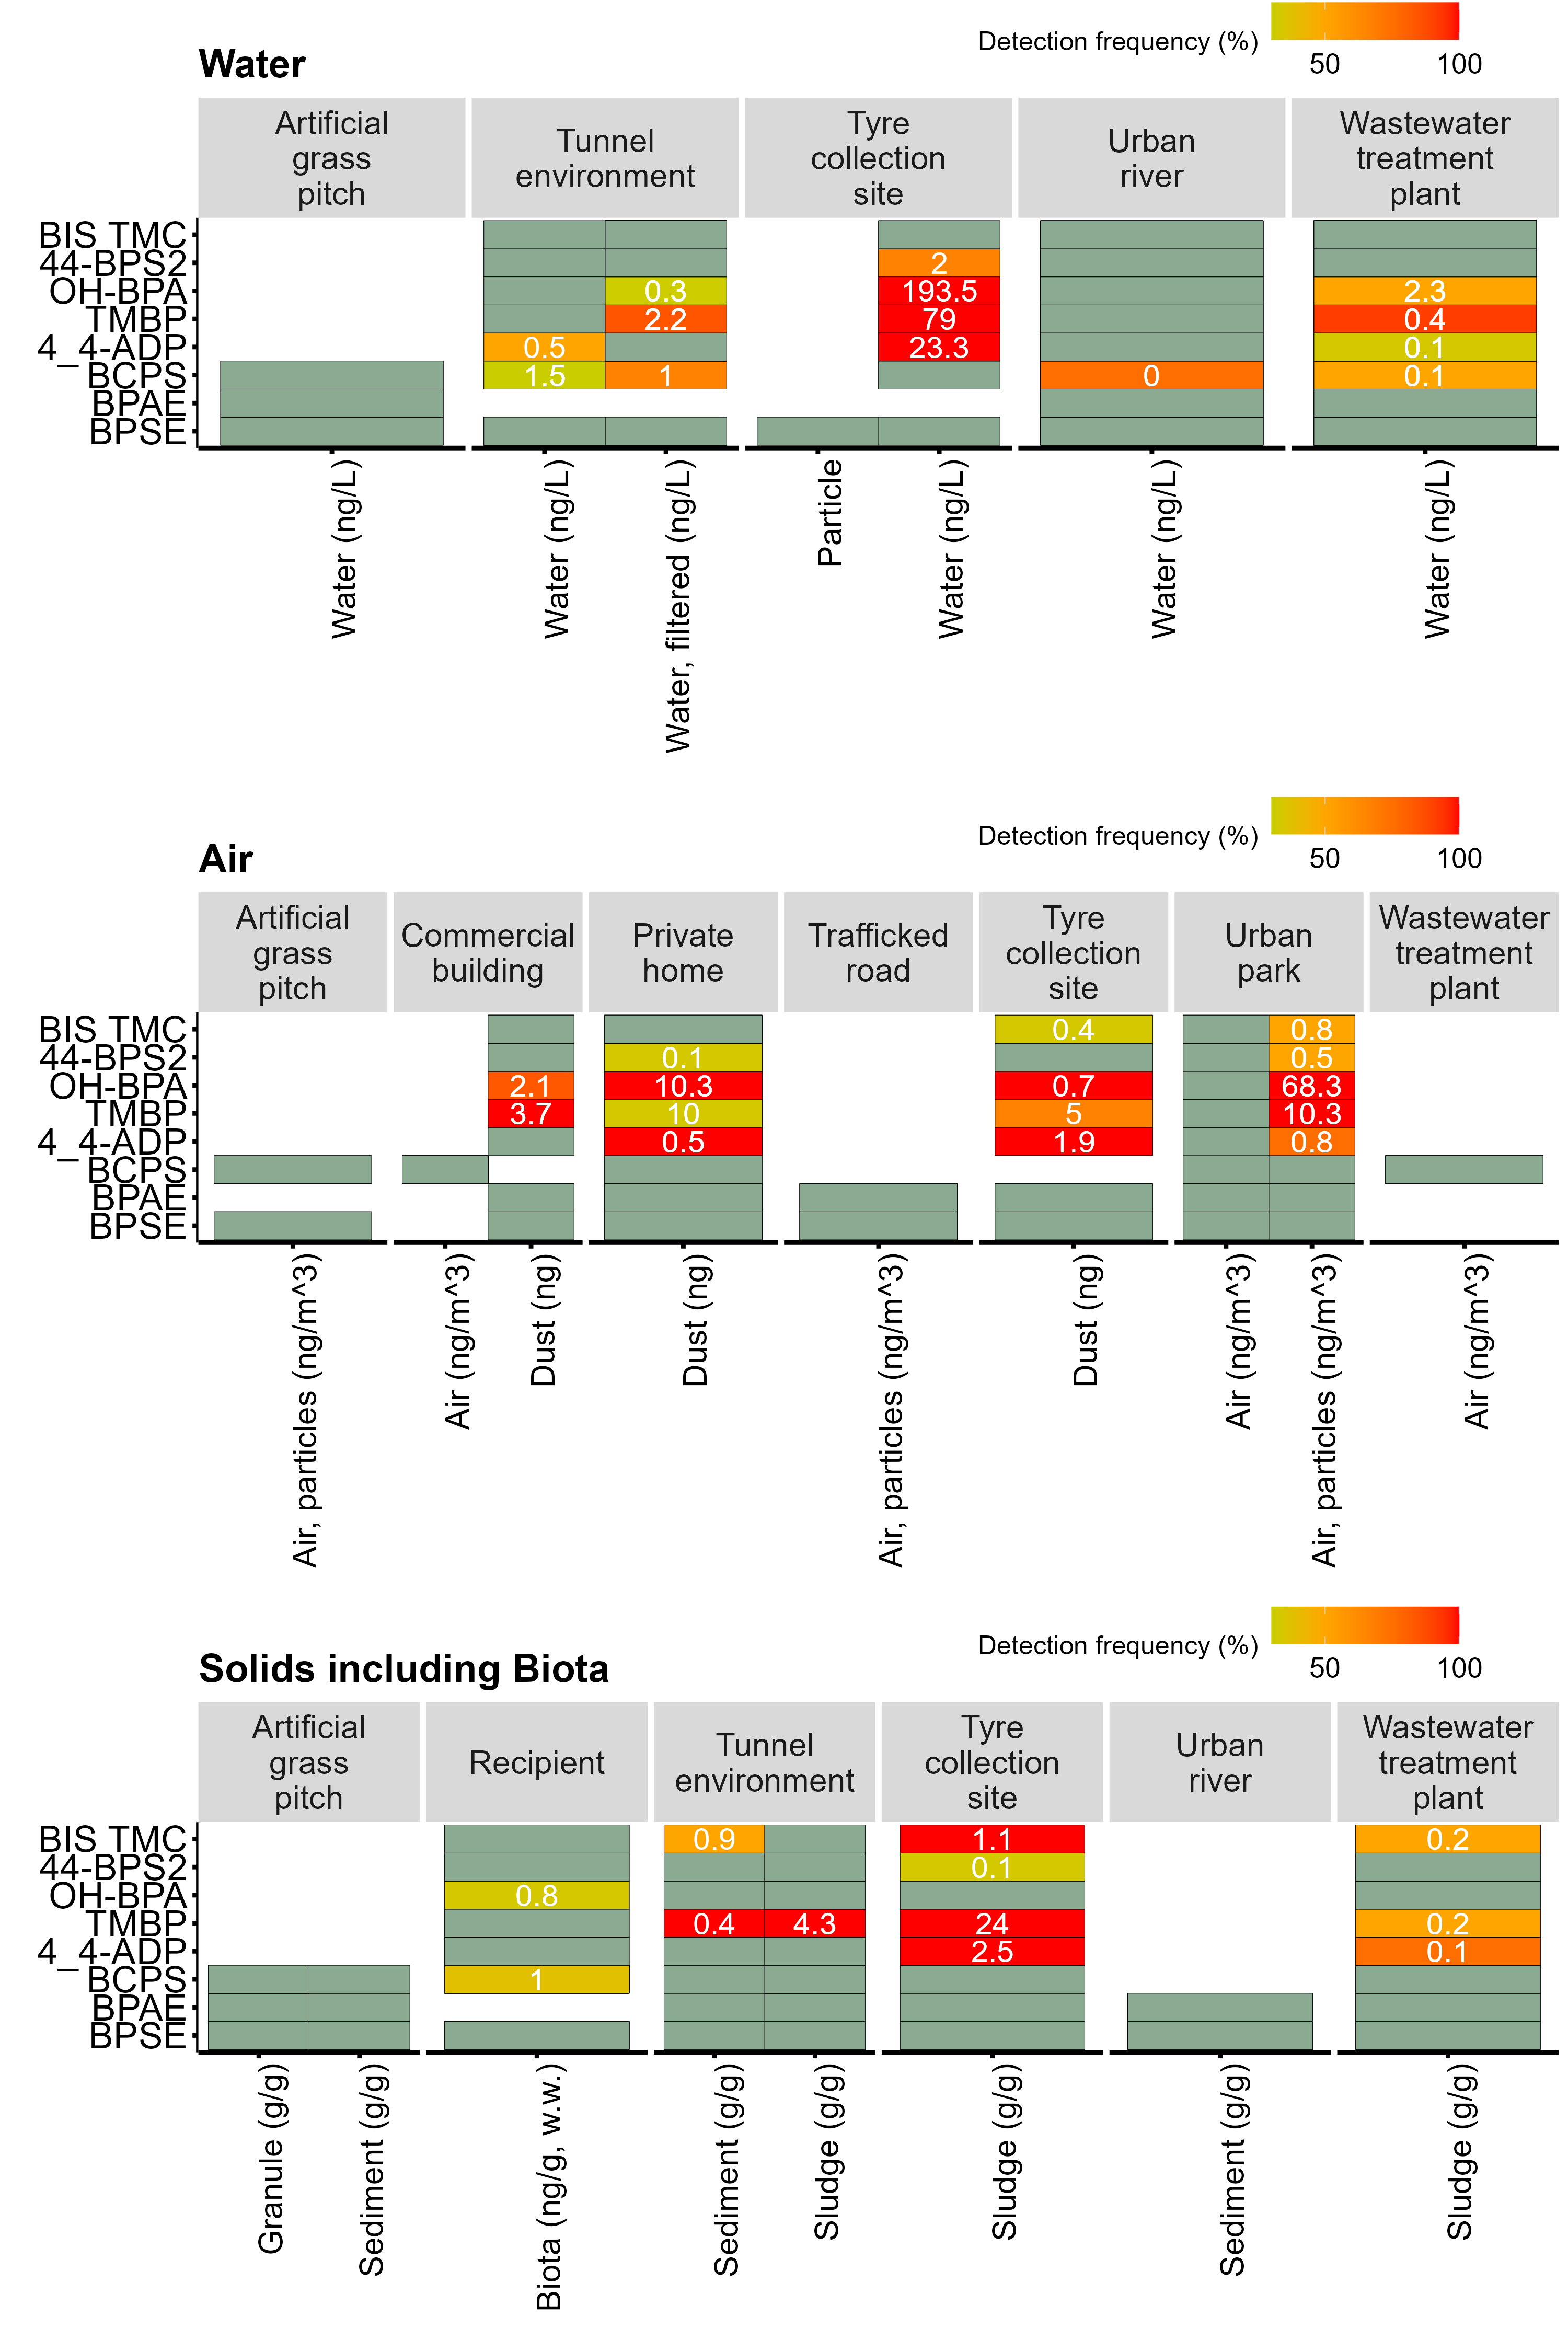 Detection frequency (%)
50 100
Water
Artificial
grass
pitch
Tunnel
environment
Tyre
collection
site
Urban
river
Wastewater
treatment
plant
BIS TMC
44-BPS2 2
OH-BPA 0.3 193.5 2.3
TMBP 2.2 79 0.4
4_4-ADP 0.5 23.3 0.1
BCPS 1.5 1 0 0.1
BPAE
BPSE
Water (ng/L)
Water (ng/L)
Water, filtered (ng/L)
Particle
Water (ng/L)
Water (ng/L)
Water (ng/L)
Detection frequency (%)
50 100
Air
Artificial
grass
pitch
Commercial
building
Private
home
Trafficked
road
Tyre
collection
site
Urban
park
Wastewater
treatment
plant
BIS TMC 0.4 0.8
44-BPS2 0.1 0.5
OH-BPA 2.1 10.3 0.7 68.3
TMBP 3.7 10 5 10.3
4_4-ADP 0.5 1.9 0.8
BCPS
BPAE
BPSE
Air, particles (ng/m^3)
Air (ng/m^3)
Dust (ng)
Dust (ng)
Air, particles (ng/m^3)
Dust (ng)
Air (ng/m^3)
Air, particles (ng/m^3)
Air (ng/m^3)
Detection frequency (%)
50 100
Solids including Biota
Artificial
grass
pitch
Recipient
Tunnel
environment
Tyre
collection
site
Urban
river
Wastewater
treatment
plant
BIS TMC 0.9 1.1 0.2
44-BPS2 0.1
OH-BPA 0.8
TMBP 0.4 4.3 24 0.2
4_4-ADP 2.5 0.1
BCPS 1
BPAE
BPSE
Granule (g/g)
Sediment (g/g)
Biota (ng/g, w.w.)
Sediment (g/g)
Sludge (g/g)
Sludge (g/g)
Sediment (g/g)
Sludge (g/g)